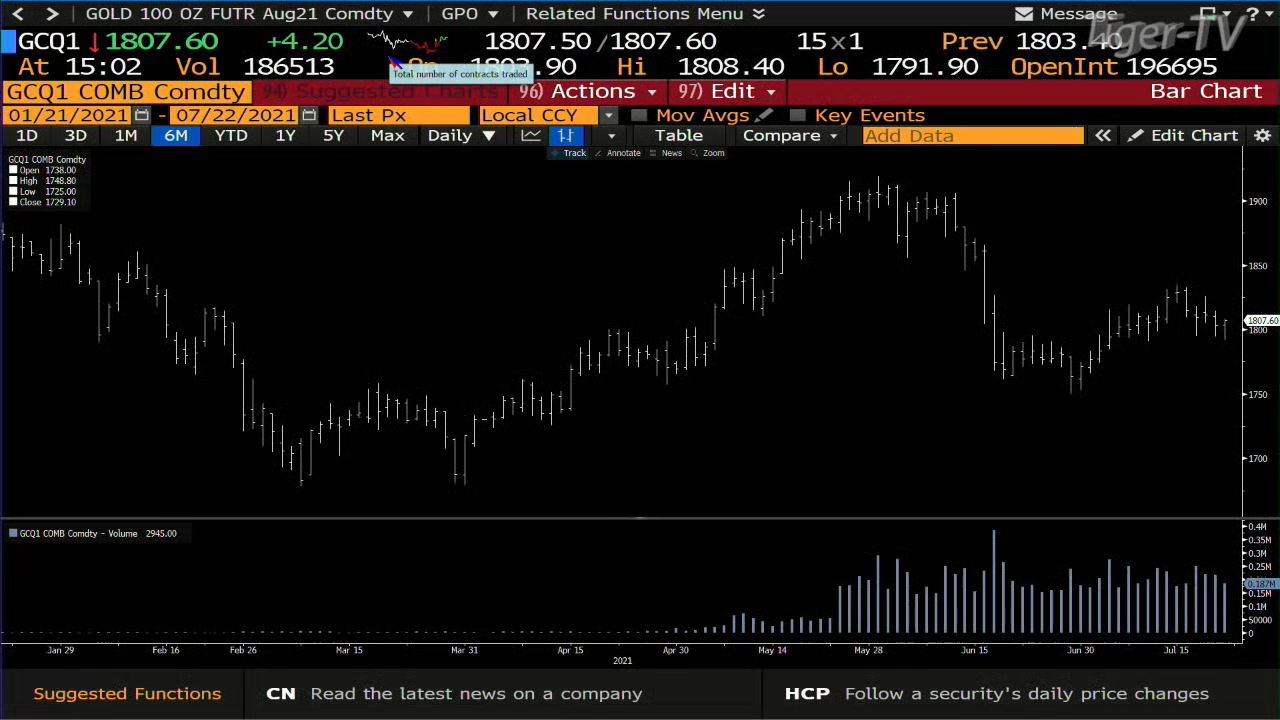 < > GOLD 100 OZ FUTR Aug21 Comdty ▼ GPO ▼ Related Functions Menu Message ? ▼
Tiger-TV
GCQ1 ↓1807.60 +4.20 1807.50/1807.60 15x1 Prev 1803.40
At 15:02 Vol 186513 Hi 1808.40 Lo 1791.90 OpenInt 196695
Total number of contracts traded
GCQ1 COMB Comdty 94) Suggested Charts 96) Actions 97) Edit Bar Chart
01/21/2021 - 07/22/2021 Last Px Local CCY Mov Avgs Key Events
1D 3D 1M 6M YTD 1Y 5Y Max Daily ▼ Table Compare Add Data « Edit Chart
Track Annotate News Zoom
GCQ1 COMB Comdty
Open 1738.00
High 1748.80
Low 1725.00
Close 1729.10
1900
1850
1807.60
1800
1750
1700
GCQ1 COMB Comdty - Volume 2945.00
0.4M
0.35M
0.3M
0.25M
0.187M
0.15M
0.1M
50000
0
Jan 29 Feb 16 Feb 26 Mar 15 Mar 31 Apr 15 Apr 30 May 14 May 28 Jun 15 Jun 30 Jul 15
2021
Suggested Functions CN Read the latest news on a company HCP Follow a security's daily price changes